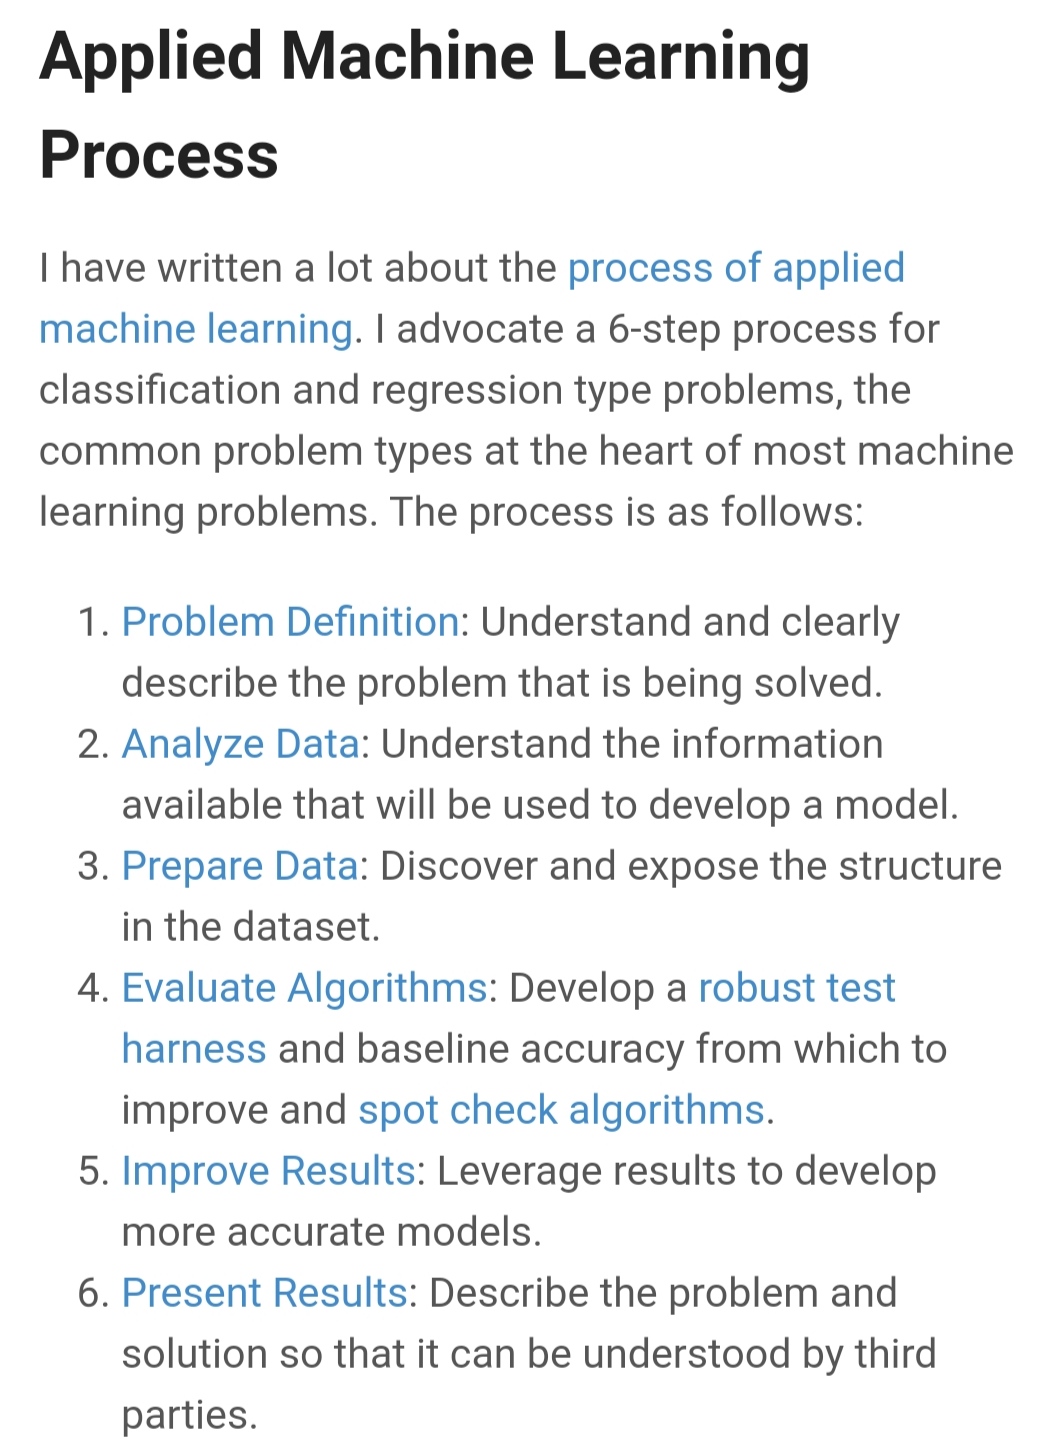 Applied Machine Learning
Process
I have written a lot about the process of applied
machine learning. I advocate a 6-step process for
classification and regression type problems, the
common problem types at the heart of most machine
learning problems. The process is as follows:
1. Problem Definition: Understand and clearly
describe the problem that is being solved.
2. Analyze Data: Understand the information
available that will be used to develop a model.
3. Prepare Data: Discover and expose the structure
in the dataset.
4. Evaluate Algorithms: Develop a robust test
harness and baseline accuracy from which to
improve and spot check algorithms.
5. Improve Results: Leverage results to develop
more accurate models.
6. Present Results: Describe the problem and
solution so that it can be understood by third
parties.